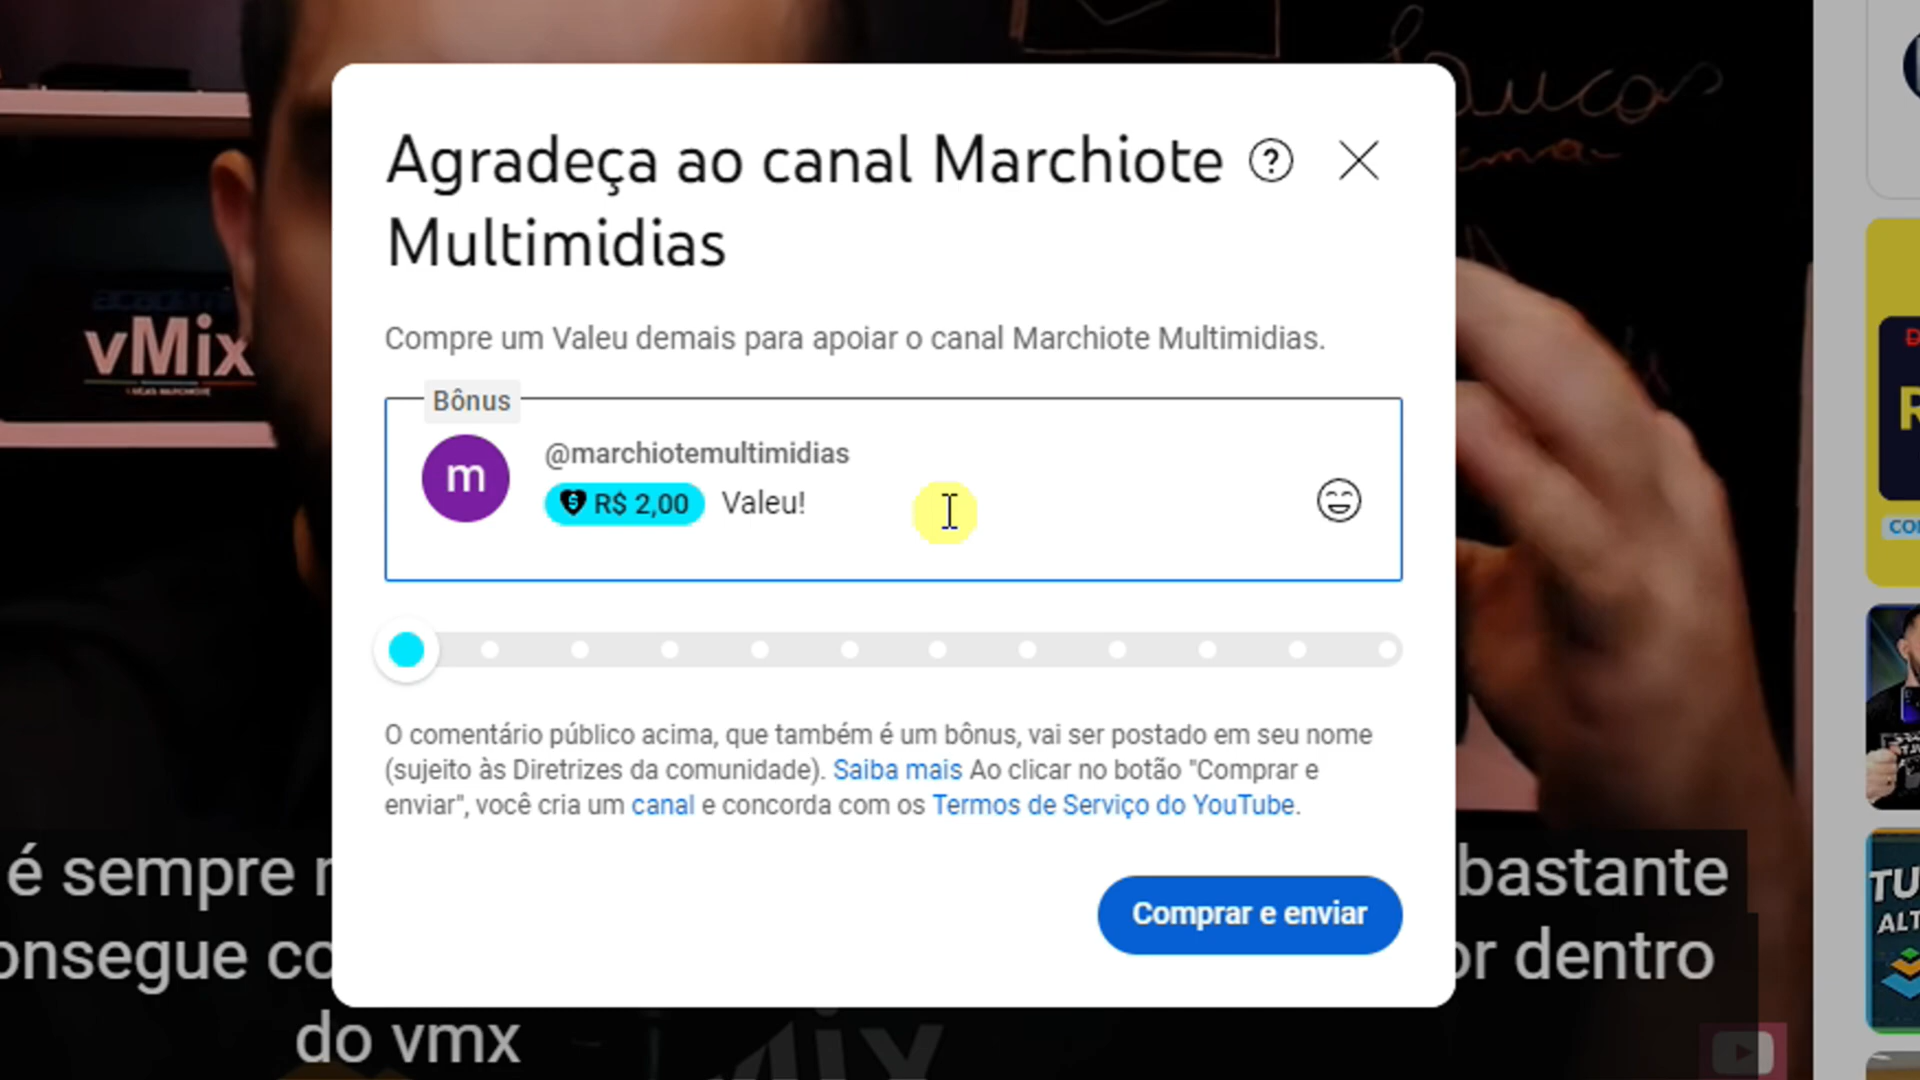 Agradeça ao canal Marchiote
Multimidias
Compre um Valeu demais para apoiar o canal Marchiote Multimidias.
Bônus
m
@marchiotemultimidias
R$ 2,00 Valeu!
O comentário público acima, que também é um bônus, vai ser postado em seu nome
(sujeito às Diretrizes da comunidade). Saiba mais Ao clicar no botão "Comprar e
enviar", você cria um canal e concorda com os Termos de Serviço do YouTube.
Comprar e enviar
vMix
é sempre
bastante
onsegue co
or dentro
do vmx
TU
ALT